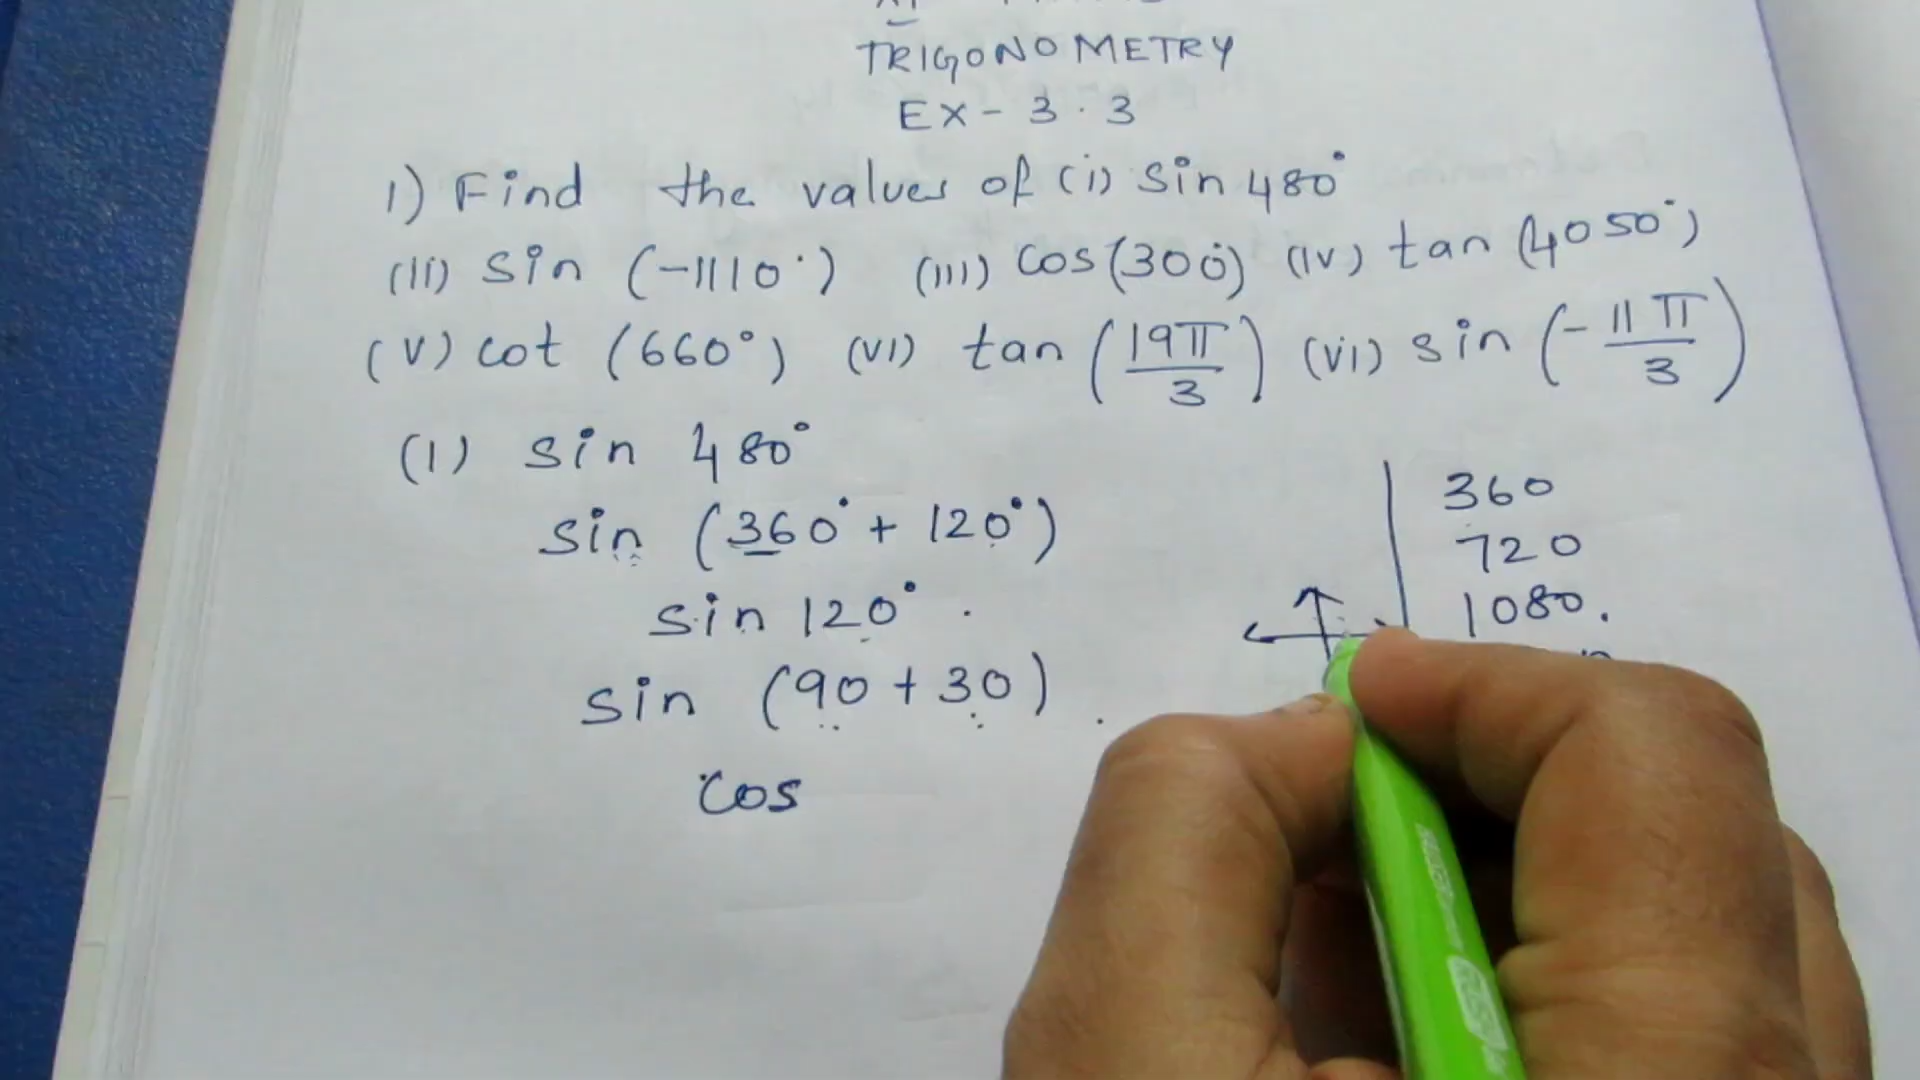 TRIGONOMETRY
EX - 3.3
1) Find the values of (i) sin 480°
(ii) sin (-1110°) (iii) cos(300°) (iv) tan (4050°)
(v) cot (660°) (vi) tan (19π/3) (vi) sin (-11π/3)
(1) sin 480°
sin (360° + 120°)
sin 120°.
sin (90 + 30)
cos
360
720
1080.